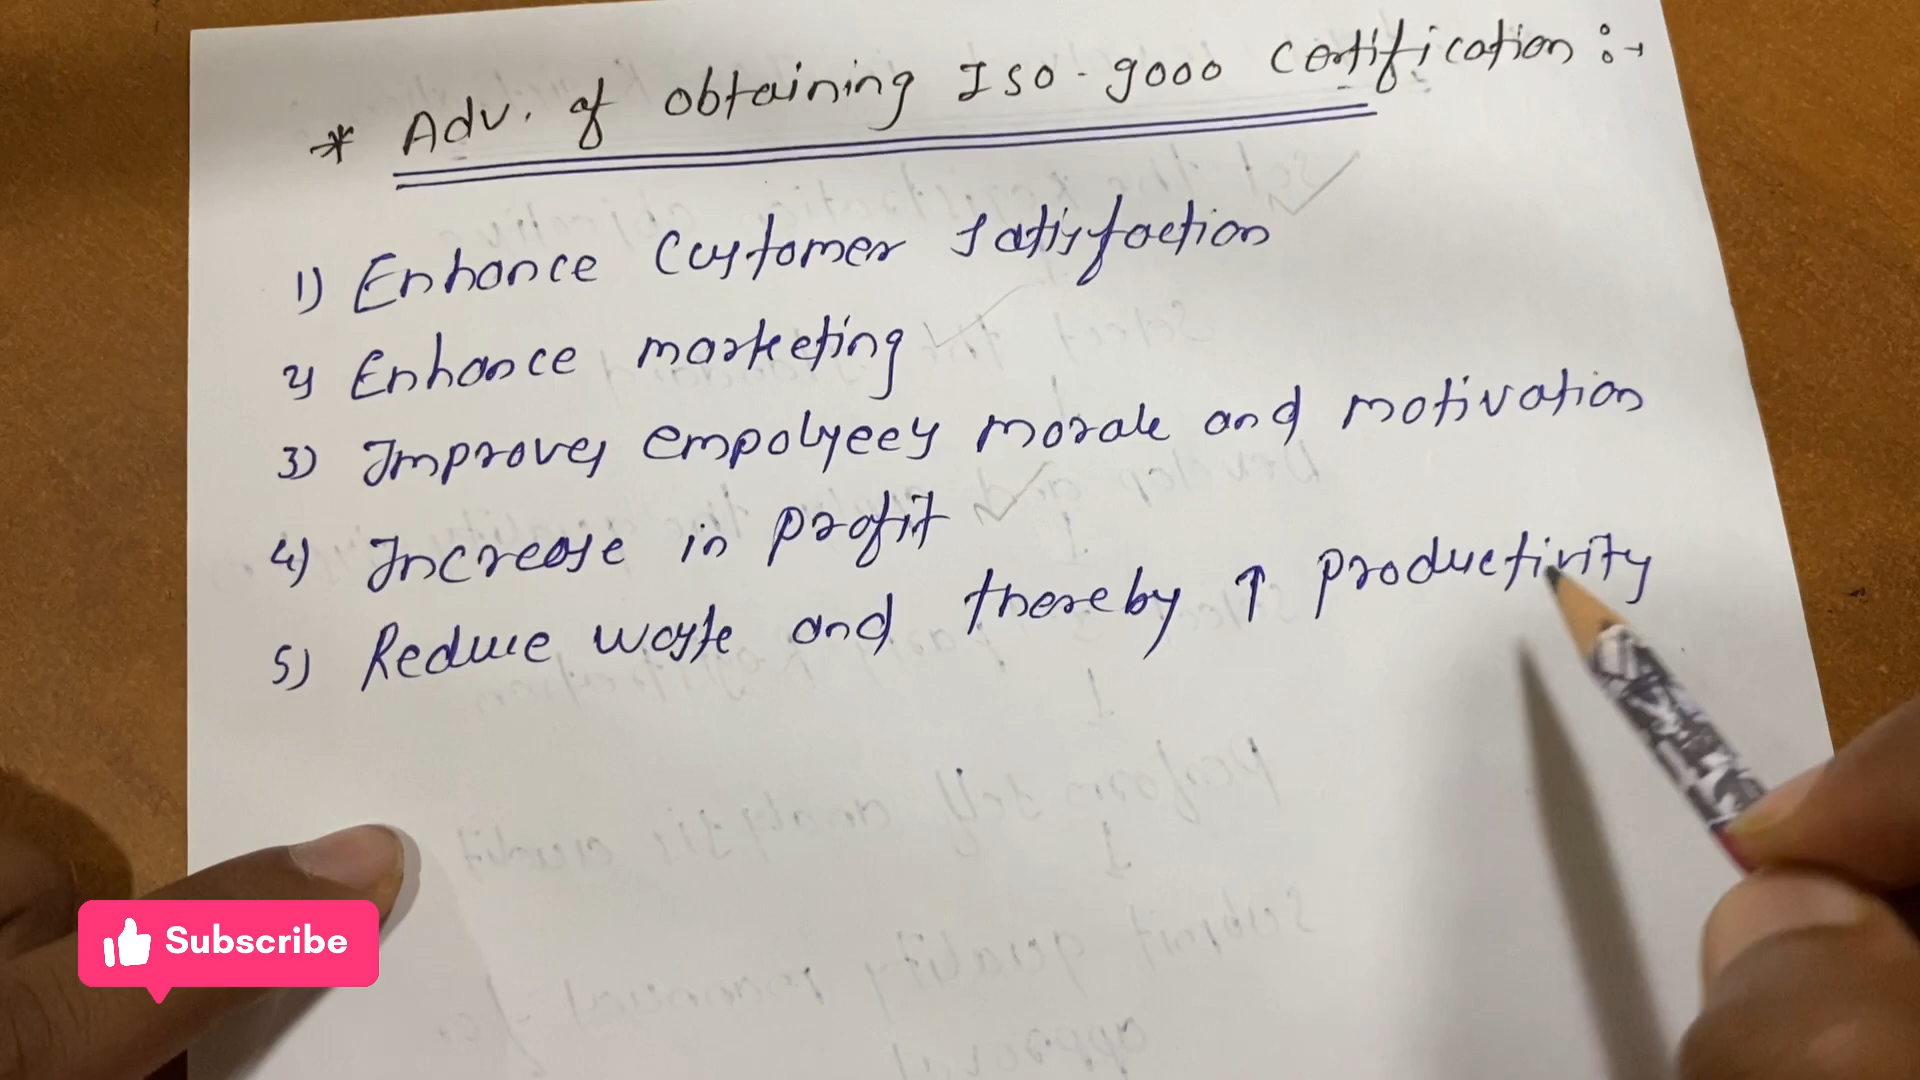 * Adv. of obtaining ISO-9000 Certification :→
1) Enhance Customer Satisfaction
2) Enhance marketing
3) Improves empolyees morale and motivation
4) Increase in profit
5) Reduce waste and thereby ↑ productivity
Subscribe